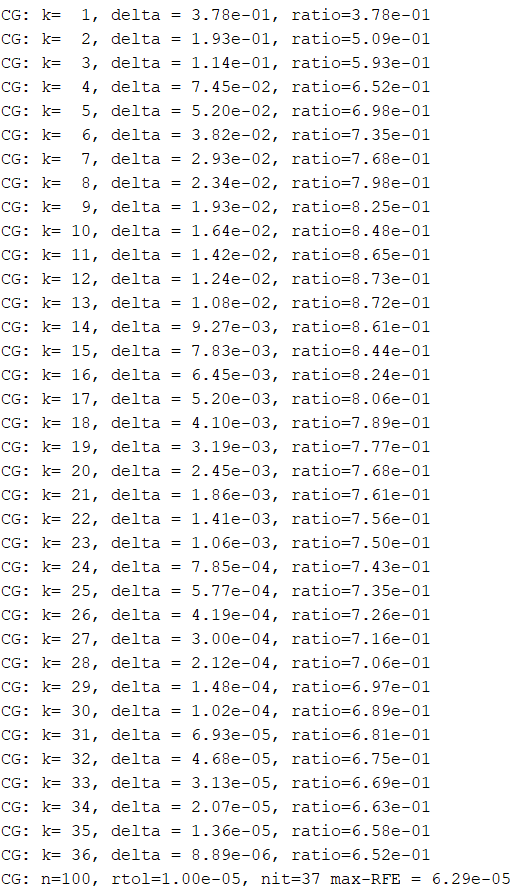 CG: k=  1, delta = 3.78e-01, ratio=3.78e-01
CG: k=  2, delta = 1.93e-01, ratio=5.09e-01
CG: k=  3, delta = 1.14e-01, ratio=5.93e-01
CG: k=  4, delta = 7.45e-02, ratio=6.52e-01
CG: k=  5, delta = 5.20e-02, ratio=6.98e-01
CG: k=  6, delta = 3.82e-02, ratio=7.35e-01
CG: k=  7, delta = 2.93e-02, ratio=7.68e-01
CG: k=  8, delta = 2.34e-02, ratio=7.98e-01
CG: k=  9, delta = 1.93e-02, ratio=8.25e-01
CG: k= 10, delta = 1.64e-02, ratio=8.48e-01
CG: k= 11, delta = 1.42e-02, ratio=8.65e-01
CG: k= 12, delta = 1.24e-02, ratio=8.73e-01
CG: k= 13, delta = 1.08e-02, ratio=8.72e-01
CG: k= 14, delta = 9.27e-03, ratio=8.61e-01
CG: k= 15, delta = 7.83e-03, ratio=8.44e-01
CG: k= 16, delta = 6.45e-03, ratio=8.24e-01
CG: k= 17, delta = 5.20e-03, ratio=8.06e-01
CG: k= 18, delta = 4.10e-03, ratio=7.89e-01
CG: k= 19, delta = 3.19e-03, ratio=7.77e-01
CG: k= 20, delta = 2.45e-03, ratio=7.68e-01
CG: k= 21, delta = 1.86e-03, ratio=7.61e-01
CG: k= 22, delta = 1.41e-03, ratio=7.56e-01
CG: k= 23, delta = 1.06e-03, ratio=7.50e-01
CG: k= 24, delta = 7.85e-04, ratio=7.43e-01
CG: k= 25, delta = 5.77e-04, ratio=7.35e-01
CG: k= 26, delta = 4.19e-04, ratio=7.26e-01
CG: k= 27, delta = 3.00e-04, ratio=7.16e-01
CG: k= 28, delta = 2.12e-04, ratio=7.06e-01
CG: k= 29, delta = 1.48e-04, ratio=6.97e-01
CG: k= 30, delta = 1.02e-04, ratio=6.89e-01
CG: k= 31, delta = 6.93e-05, ratio=6.81e-01
CG: k= 32, delta = 4.68e-05, ratio=6.75e-01
CG: k= 33, delta = 3.13e-05, ratio=6.69e-01
CG: k= 34, delta = 2.07e-05, ratio=6.63e-01
CG: k= 35, delta = 1.36e-05, ratio=6.58e-01
CG: k= 36, delta = 8.89e-06, ratio=6.52e-01
CG: n=100, rtol=1.00e-05, nit=37 max-RFE = 6.29e-05